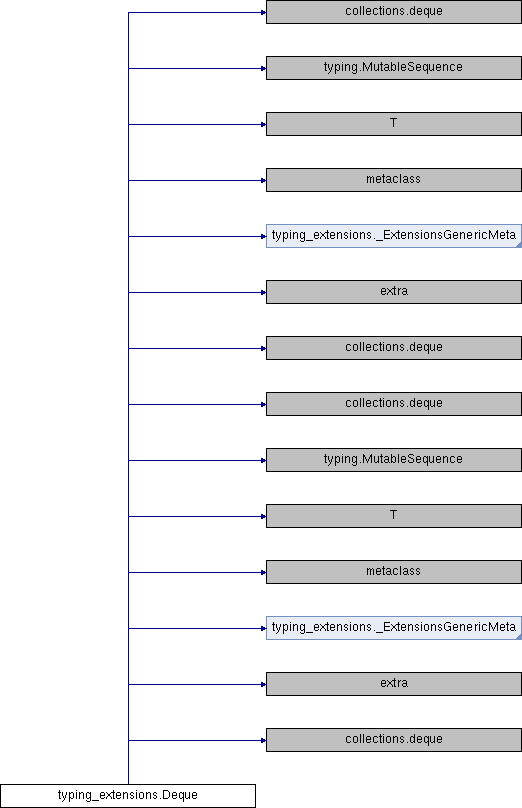 collections.deque
typing.MutableSequence
T
metaclass
typing_extensions._ExtensionsGenericMeta
extra
collections.deque
collections.deque
typing.MutableSequence
T
metaclass
typing_extensions._ExtensionsGenericMeta
extra
collections.deque
typing_extensions.Deque